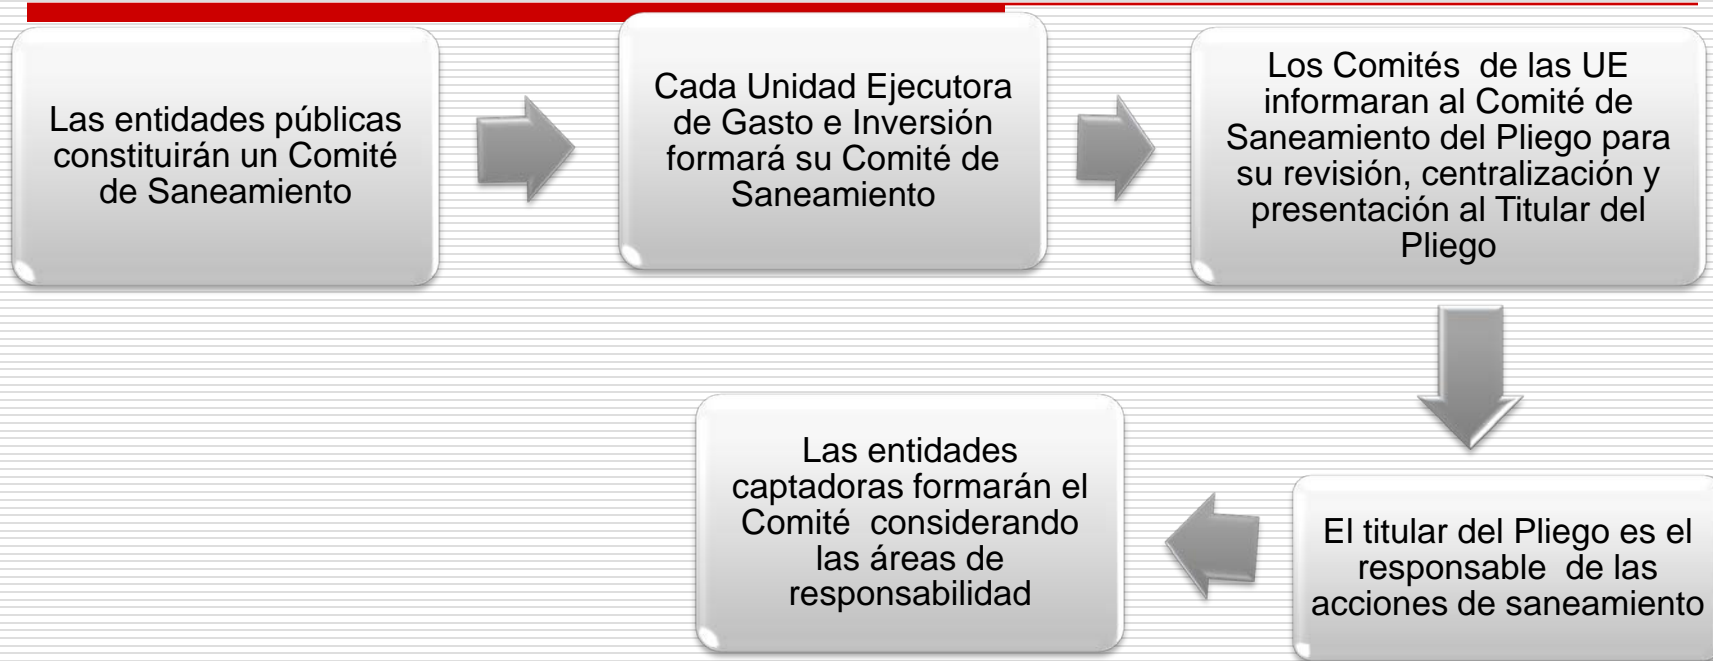 Las entidades públicas
constituirán un Comité
de Saneamiento
Cada Unidad Ejecutora
de Gasto e Inversión
formará su Comité de
Saneamiento
Los Comités de las UE
informaran al Comité de
Saneamiento del Pliego para
su revisión, centralización y
presentación al Titular del
Pliego
El titular del Pliego es el
responsable de las
acciones de saneamiento
Las entidades
captadoras formarán el
Comité considerando
las áreas de
responsabilidad